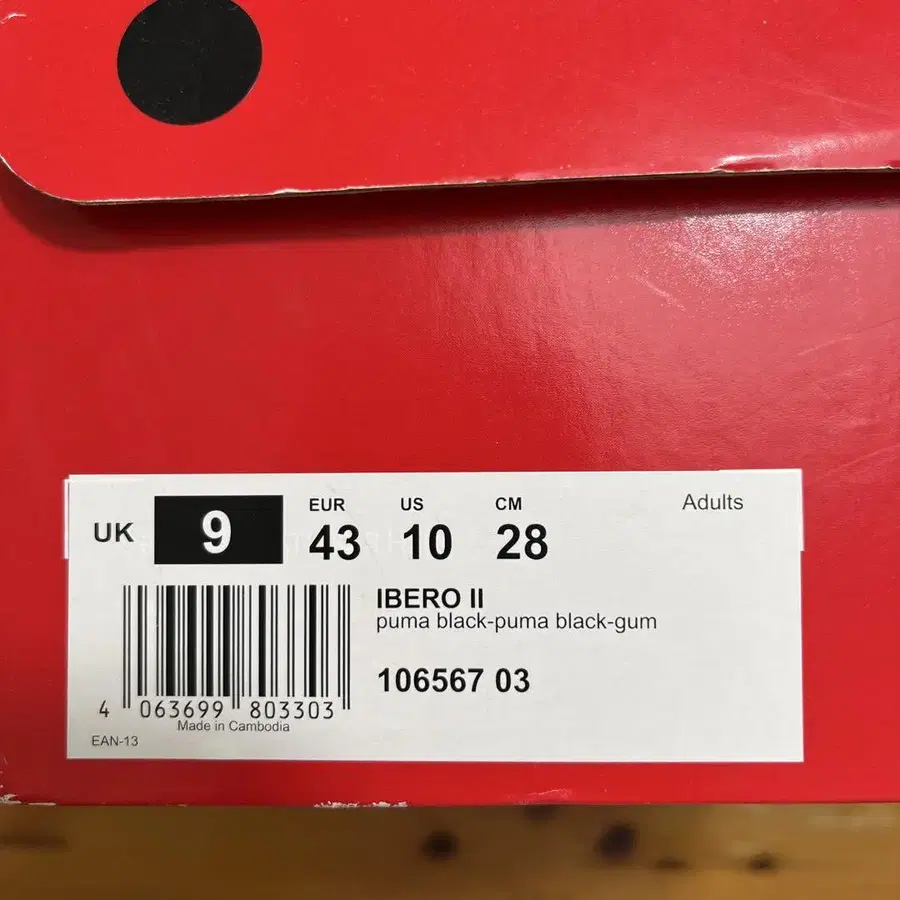 UK 9 EUR 43 US 10 CM 28 Adults
IBERO II
puma black-puma black-gum
106567 03
4 063699 803303
Made in Cambodia
EAN-13